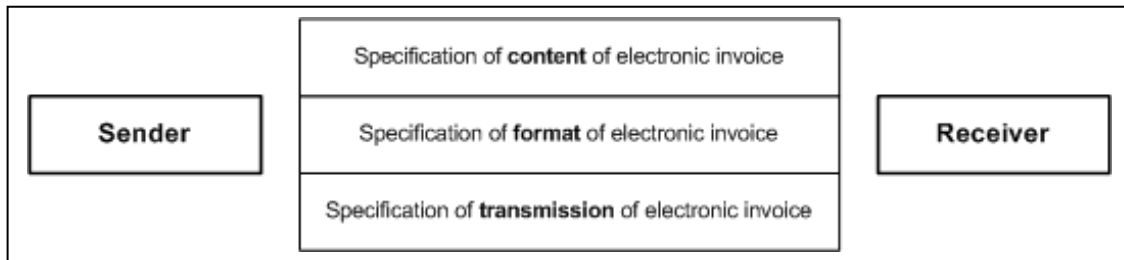 Specification of content of electronic invoice
Sender
Specification of format of electronic invoice
Receiver
Specification of transmission of electronic invoice